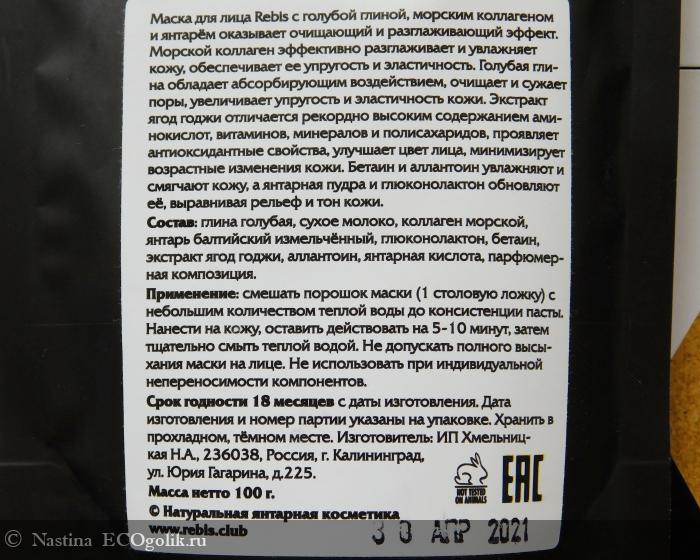 Маска для лица Rebis с голубой глиной, морским коллагеном
и янтарём оказывает очищающий и разглаживающий эффект.
Морской коллаген эффективно разглаживает и увлажняет
кожу, обеспечивает ее упругость и эластичность. Голубая гли-
на обладает абсорбирующим воздействием, очищает и сужает
поры, увеличивает упругость и эластичность кожи. Экстракт
ягод годжи отличается рекордно высоким содержанием ами-
нокислот, витаминов, минералов и полисахаридов, проявляет
антиоксидантные свойства, улучшает цвет лица, минимизирует
возрастные изменения кожи. Бетаин и аллантоин увлажняют и
смягчают кожу, а янтарная пудра и глюконолактон обновляют
её, выравнивая рельеф и тон кожи.
Состав: глина голубая, сухое молоко, коллаген морской,
янтарь балтийский измельчённый, глюконолактон, бетаин,
экстракт ягод годжи, аллантоин, янтарная кислота, парфюмер-
ная композиция.
Применение: смешать порошок маски (1 столовую ложку) с
небольшим количеством теплой воды до консистенции пасты.
Нанести на кожу, оставить действовать на 5-10 минут, затем
тщательно смыть теплой водой. Не допускать полного высы-
хания маски на лице. Не использовать при индивидуальной
непереносимости компонентов.
Срок годности 18 месяцев с даты изготовления. Дата
изготовления и номер партии указаны на упаковке. Хранить в
прохладном, тёмном месте. Изготовитель: ИП Хмельниц-
кая Н.А., 236038, Россия, г. Калининград,
ул. Юрия Гагарина, д.225.
NOT TESTED
ON ANIMALS
EAC
Масса нетто 100 г.
© Натуральная янтарная косметика
www.rebis.club
30 АПР 2021
© Nastina ECOgolik.ru